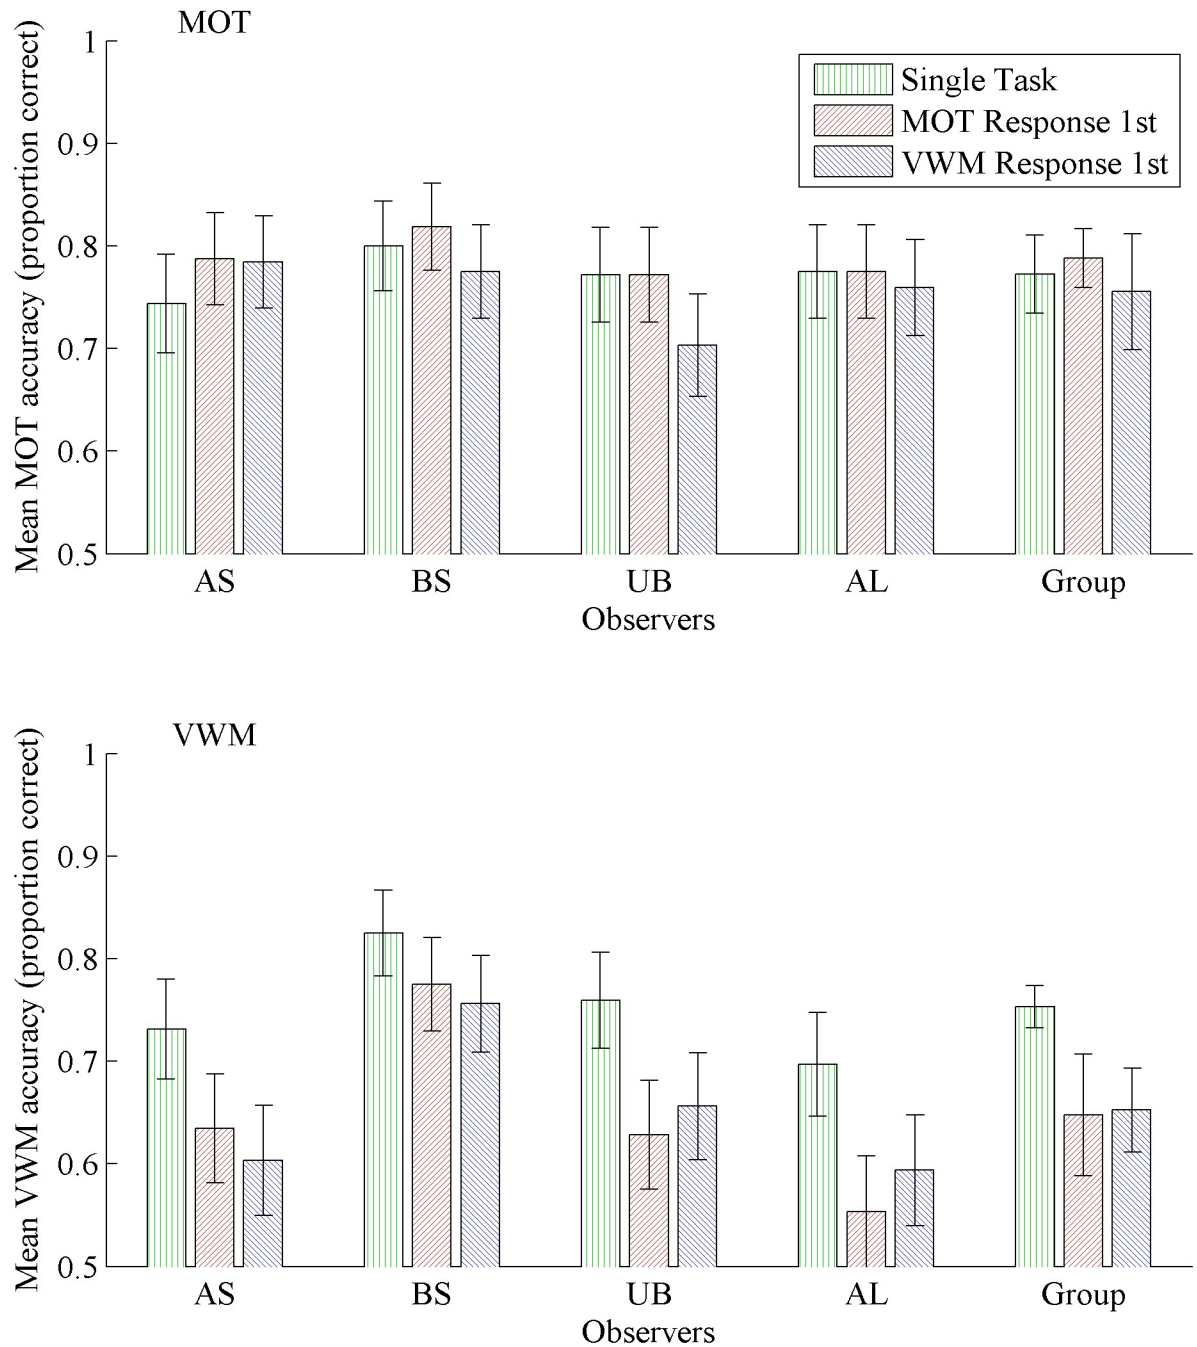 MOT
Mean MOT accuracy (proportion correct)
1
0.9
0.8
0.7
0.6
0.5
Single Task
MOT Response 1st
VWM Response 1st
AS BS UB AL Group
Observers
VWM
Mean VWM accuracy (proportion correct)
1
0.9
0.8
0.7
0.6
0.5
AS BS UB AL Group
Observers